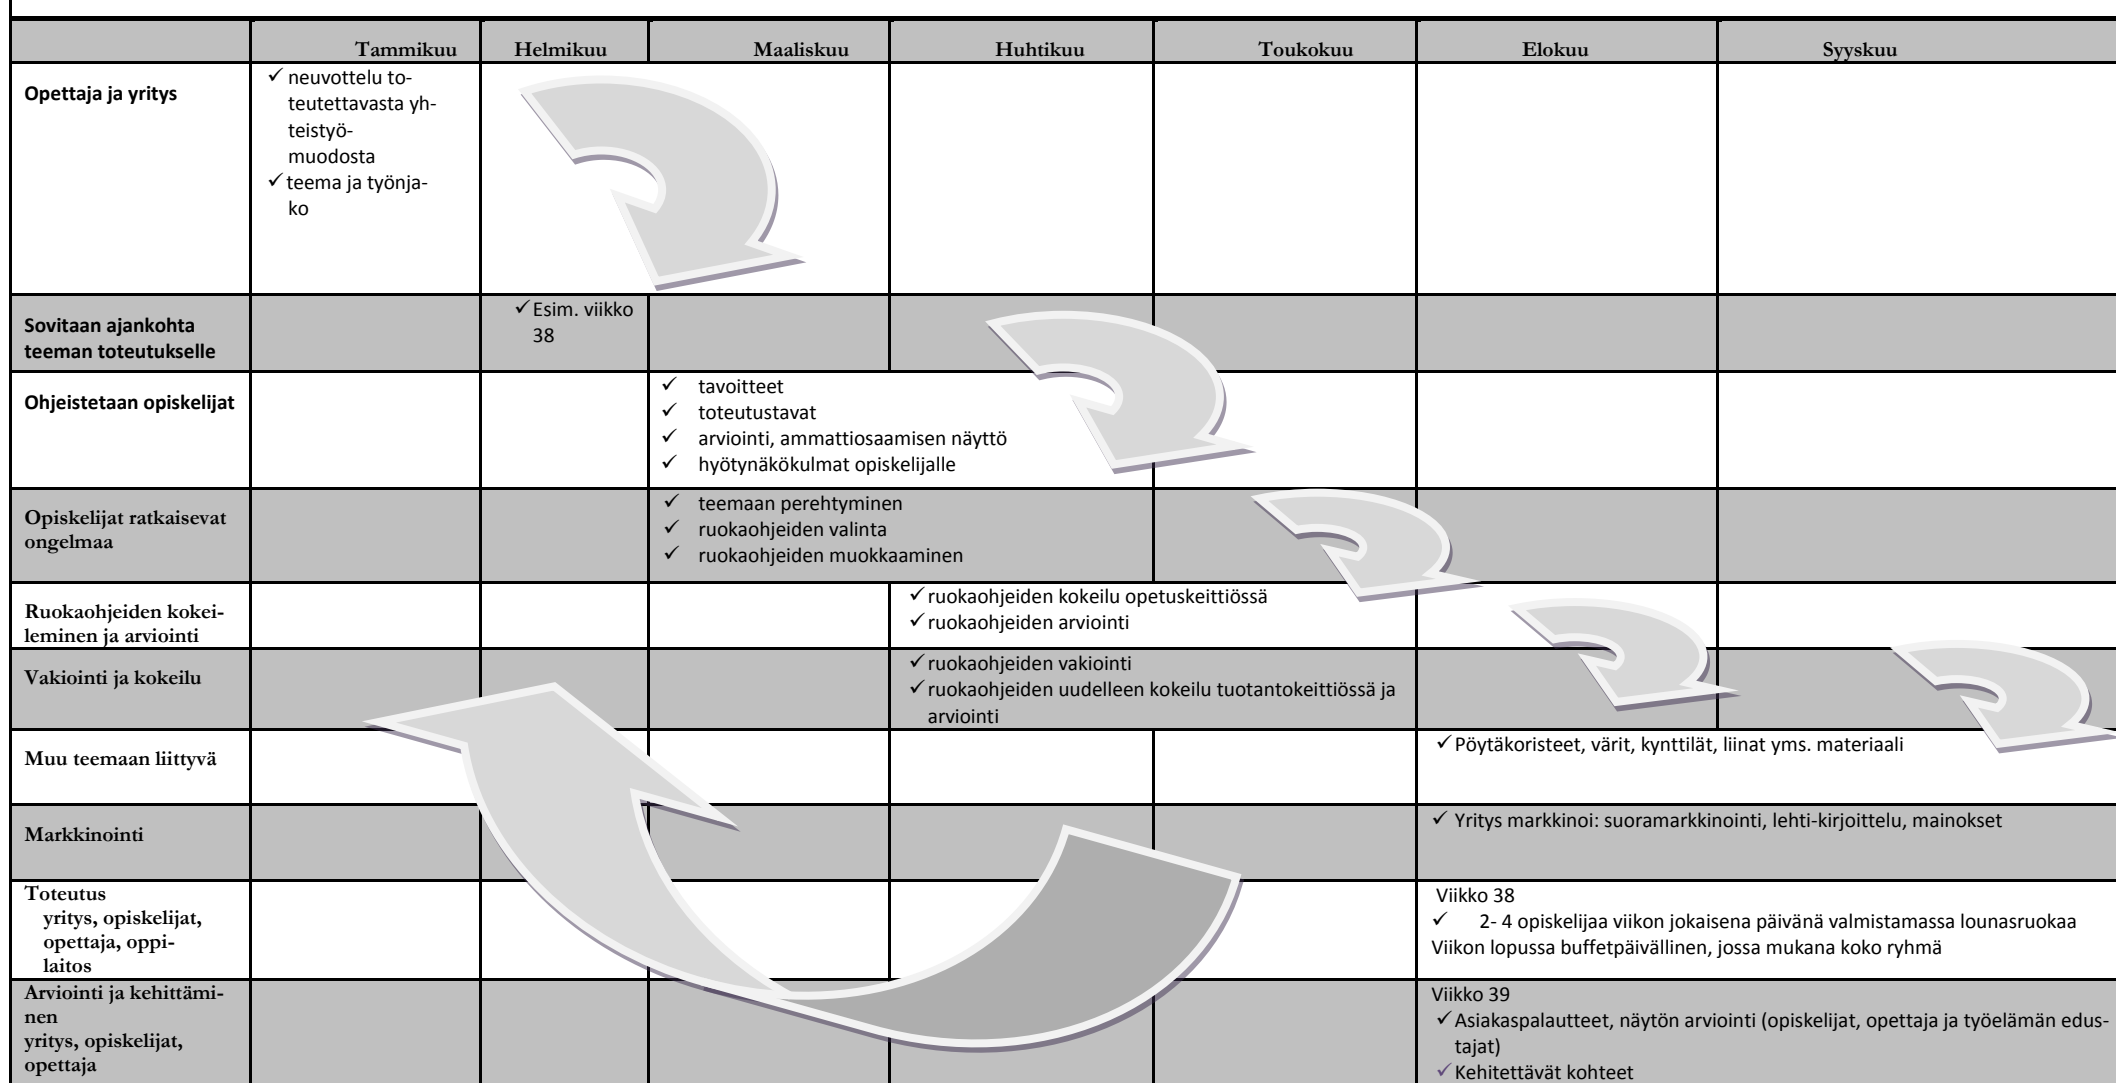 Tammikuu Helmikuu Maaliskuu Huhtikuu Toukokuu Elokuu Syyskuu
Opettaja ja yritys
✓ neuvottelu to-
teutettavasta yh-
teistyö-
muodosta
✓ teema ja työnja-
ko
Sovitaan ajankohta
teeman toteutukselle
✓ Esim. viikko
38
Ohjeistetaan opiskelijat
✓ tavoitteet
✓ toteutustavat
✓ arviointi, ammattiosaamisen näyttö
✓ hyötynäkökulmat opiskelijalle
Opiskelijat ratkaisevat
ongelmaa
✓ teemaan perehtyminen
✓ ruokaohjeiden valinta
✓ ruokaohjeiden muokkaaminen
Ruokaohjeiden kokei-
leminen ja arviointi
✓ ruokaohjeiden kokeilu opetuskeittiössä
✓ ruokaohjeiden arviointi
Vakiointi ja kokeilu
✓ ruokaohjeiden vakiointi
✓ ruokaohjeiden uudelleen kokeilu tuotantokeittiössä ja
arviointi
Muu teemaan liittyvä
✓ Pöytäkoristeet, värit, kynttilät, liinat yms. materiaali
Markkinointi
✓ Yritys markkinoi: suoramarkkinointi, lehti-kirjoittelu, mainokset
Toteutus
yritys, opiskelijat,
opettaja, oppi-
laitos
Viikko 38
✓ 2- 4 opiskelijaa viikon jokaisena päivänä valmistamassa lounasruokaa
Viikon lopussa buffetpäivällinen, jossa mukana koko ryhmä
Arviointi ja kehittämi-
nen
yritys, opiskelijat,
opettaja
Viikko 39
✓ Asiakaspalautteet, näytön arviointi (opiskelijat, opettaja ja työelämän edus-
tajat)
✓ Kehitettävät kohteet